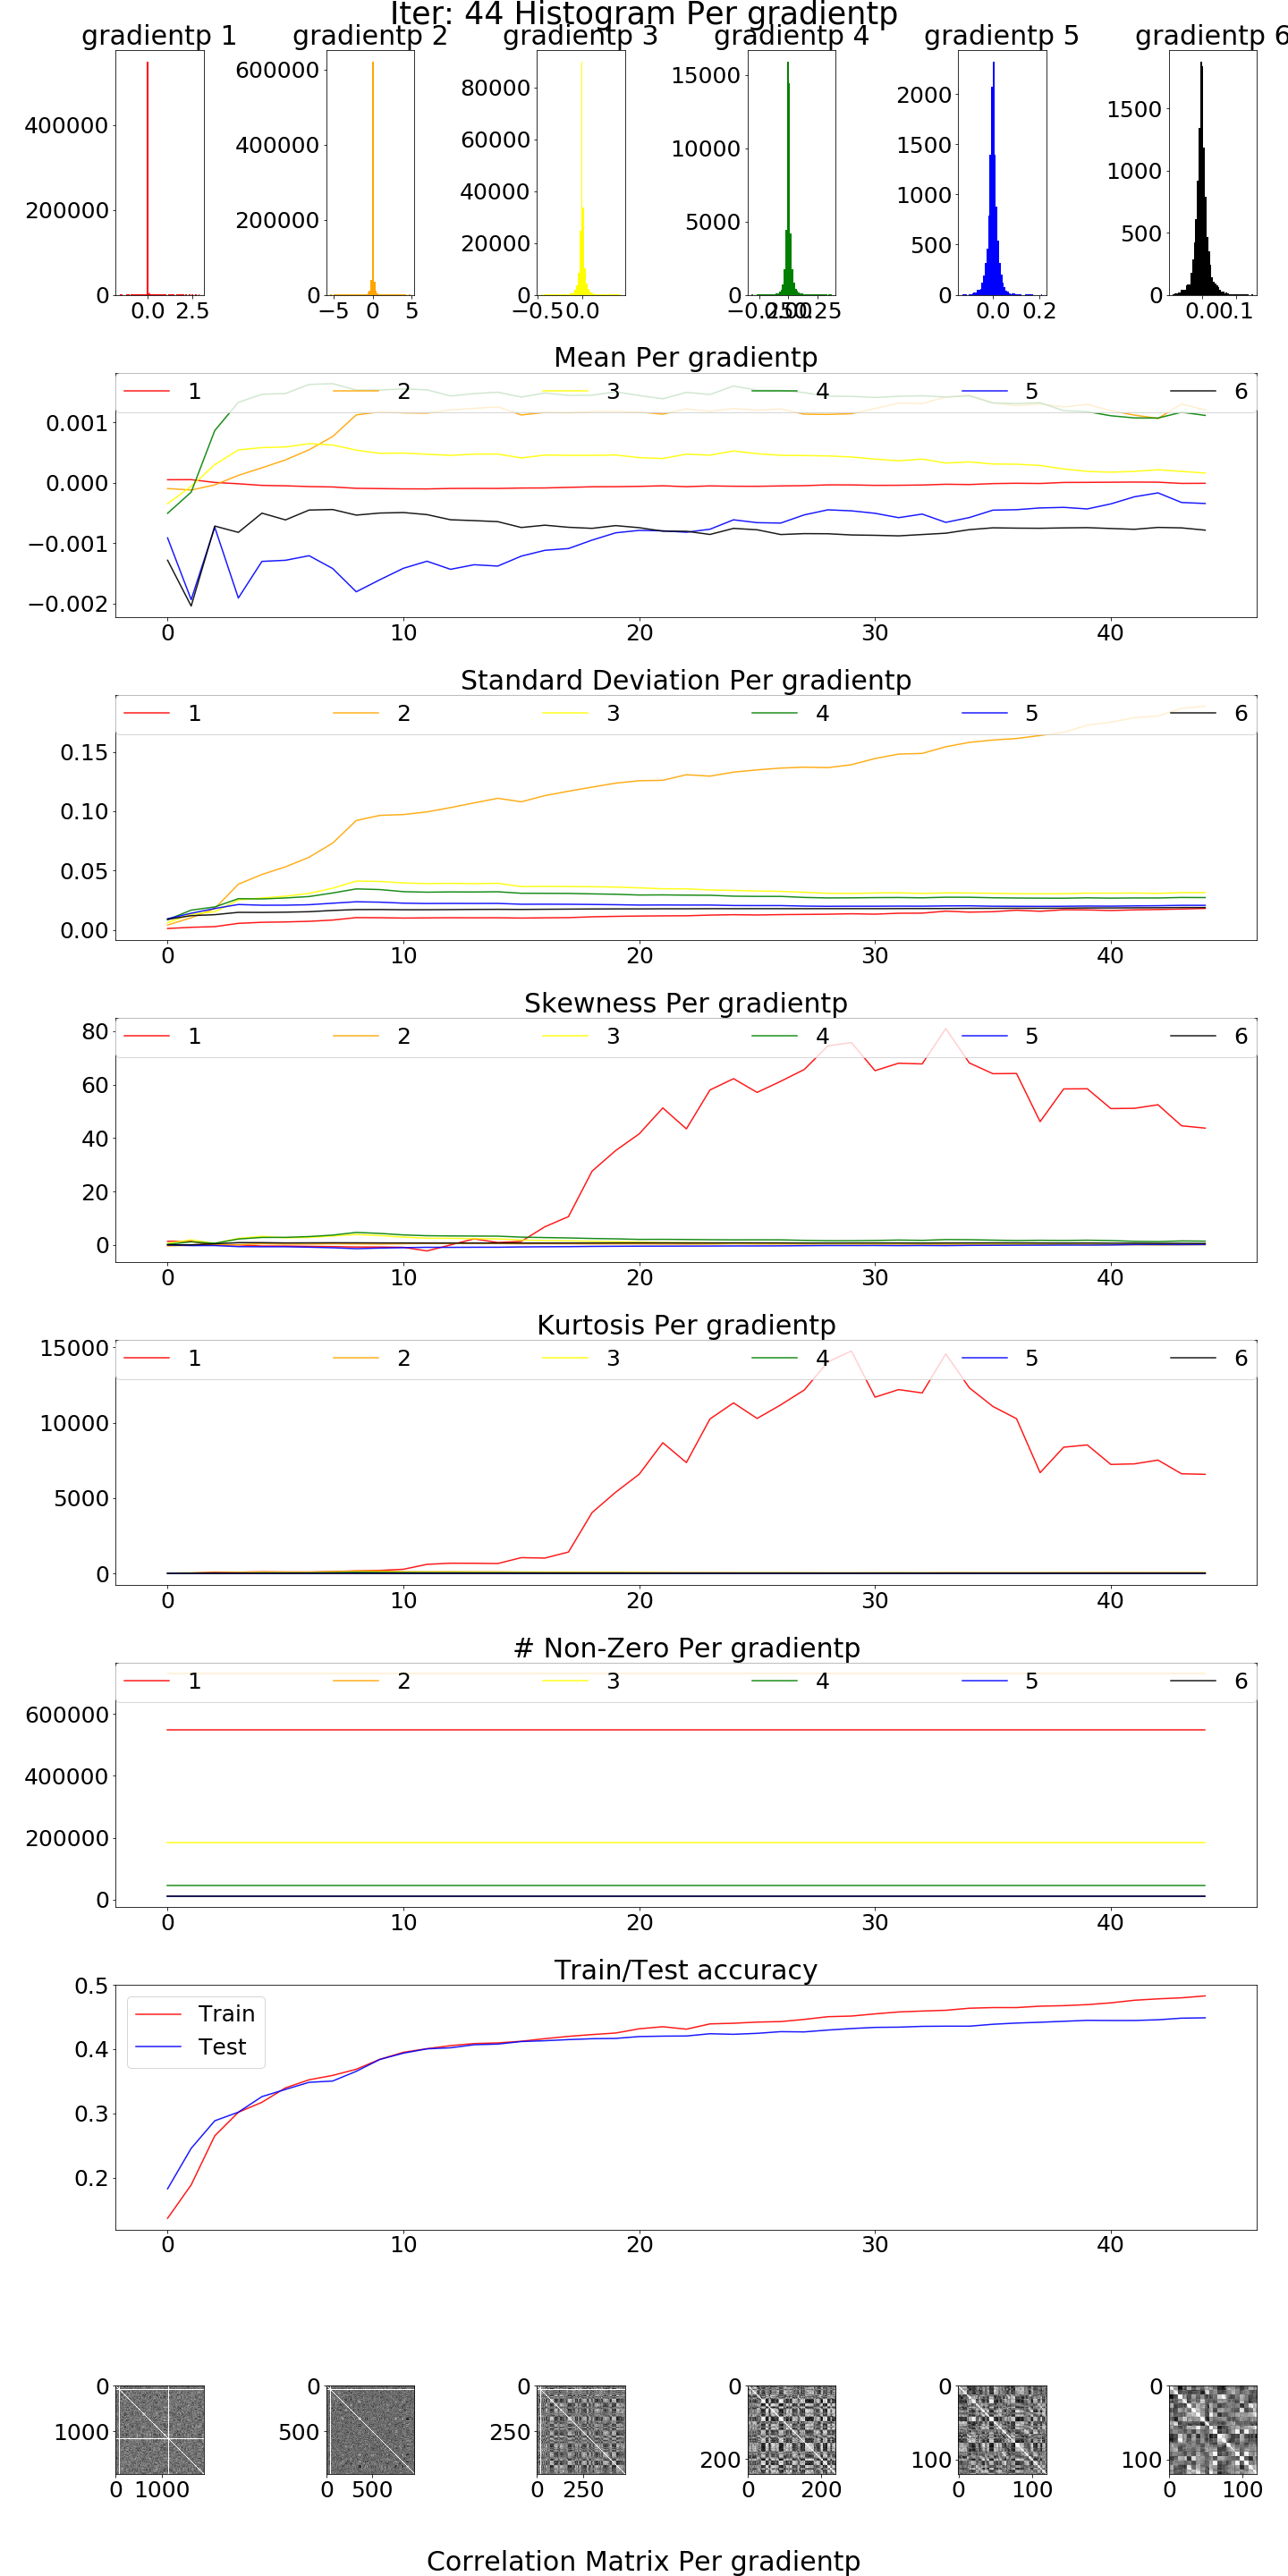 Iter: 44 Histogram Per gradientp
gradientp 1 gradientp 2 gradientp 3 gradientp 4 gradientp 5 gradientp 6
400000 200000 0 0.0 2.5
600000 400000 200000 0 −5 0 5
80000 60000 40000 20000 0 −0.5 0.0
15000 10000 5000 0 0.25
2000 1500 1000 500 0 0.0 0.2
1500 1000 500 0 0.0 0.1
Mean Per gradientp
1 2 3 4 5 6
0.001
0.000
−0.001
−0.002
0 10 20 30 40
Standard Deviation Per gradientp
1 2 3 4 5 6
0.15
0.10
0.05
0.00
0 10 20 30 40
Skewness Per gradientp
1 2 3 4 5 6
80
60
40
20
0
0 10 20 30 40
Kurtosis Per gradientp
1 2 3 4 5 6
15000
10000
5000
0
0 10 20 30 40
# Non-Zero Per gradientp
1 2 3 4 5 6
600000
400000
200000
0
0 10 20 30 40
Train/Test accuracy
Train
Test
0.5
0.4
0.3
0.2
0 10 20 30 40
0 1000 0 1000
0 500 0 500
0 250 0 250
0 200 0 200
0 100 0 100
0 100 0 100
Correlation Matrix Per gradientp